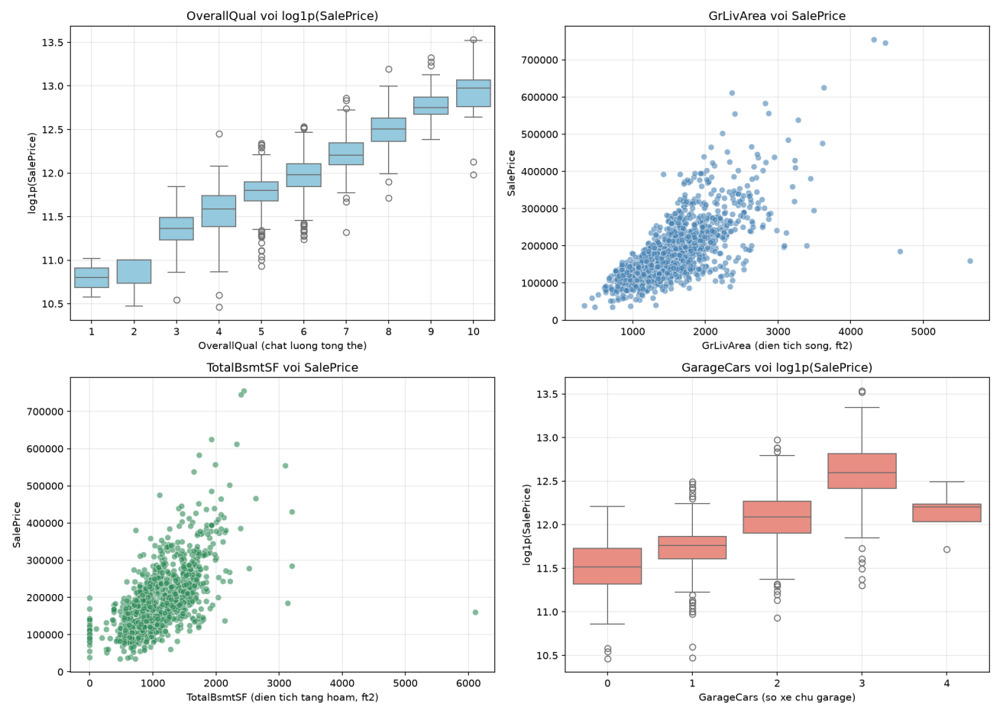 OverallQual voi log1p(SalePrice)
log1p(SalePrice)
13.5
13.0
12.5
12.0
11.5
11.0
10.5
1 2 3 4 5 6 7 8 9 10
OverallQual (chat luong tong the)
GrLivArea voi SalePrice
SalePrice
700000
600000
500000
400000
300000
200000
100000
0
1000 2000 3000 4000 5000
GrLivArea (dien tich song, ft2)
TotalBsmtSF voi SalePrice
SalePrice
700000
600000
500000
400000
300000
200000
100000
0
0 1000 2000 3000 4000 5000 6000
TotalBsmtSF (dien tich tang hoam, ft2)
GarageCars voi log1p(SalePrice)
log1p(SalePrice)
13.5
13.0
12.5
12.0
11.5
11.0
10.5
0 1 2 3 4
GarageCars (so xe chu garage)